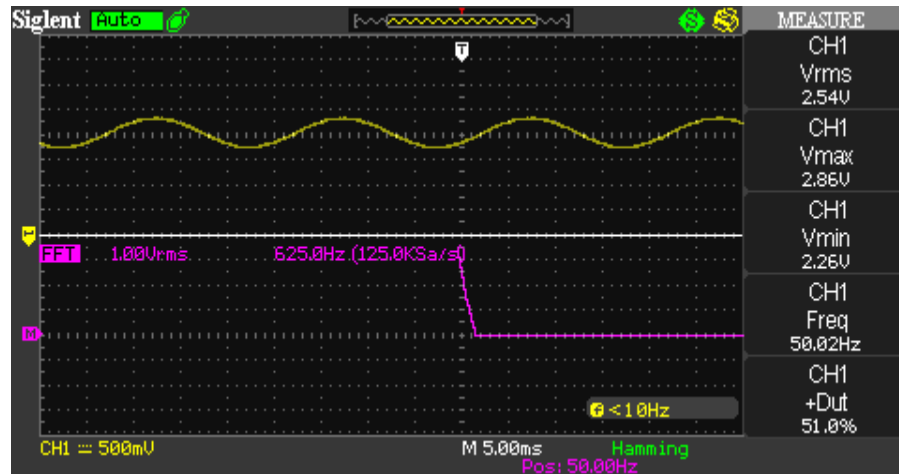 Siglent Auto
MEASURE
T
CH1
Vrms
2.54V
CH1
Vmax
2.86V
CH1
Vmin
2.26V
FFT 1.00Vrms 625.0Hz (125.0KSa/s)
CH1
Freq
50.02Hz
M
CH1
+Dut
51.0%
f <10Hz
CH1 500mV M 5.00ms Hamming
Pos: 50.00Hz